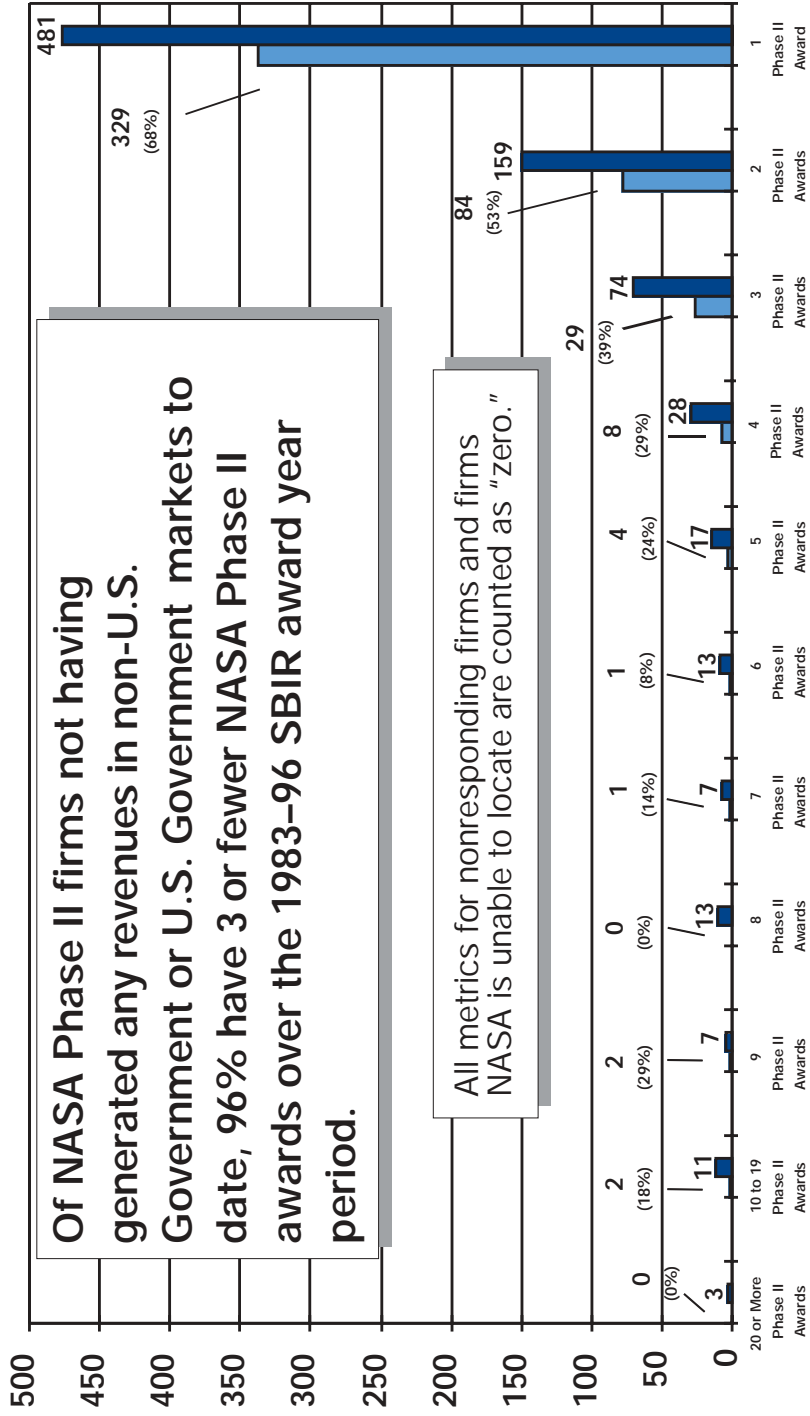 Of NASA Phase II firms not having
generated any revenues in non-U.S.
Government or U.S. Government markets to
date, 96% have 3 or fewer NASA Phase II
awards over the 1983–96 SBIR award year
period.
All metrics for nonresponding firms and firms
NASA is unable to locate are counted as “zero.”
500
450
400
350
300
250
200
150
100
50
0
0
(0%)
3
20 or More
Phase II
Awards
2
(18%)
11
10 to 19
Phase II
Awards
2
(29%)
7
9
Phase II
Awards
0
(0%)
13
8
Phase II
Awards
1
(14%)
7
7
Phase II
Awards
1
(8%)
13
6
Phase II
Awards
4
(24%)
17
5
Phase II
Awards
8
(29%)
28
4
Phase II
Awards
29
(39%)
74
3
Phase II
Awards
84
(53%)
159
2
Phase II
Awards
329
(68%)
481
1
Phase II
Award